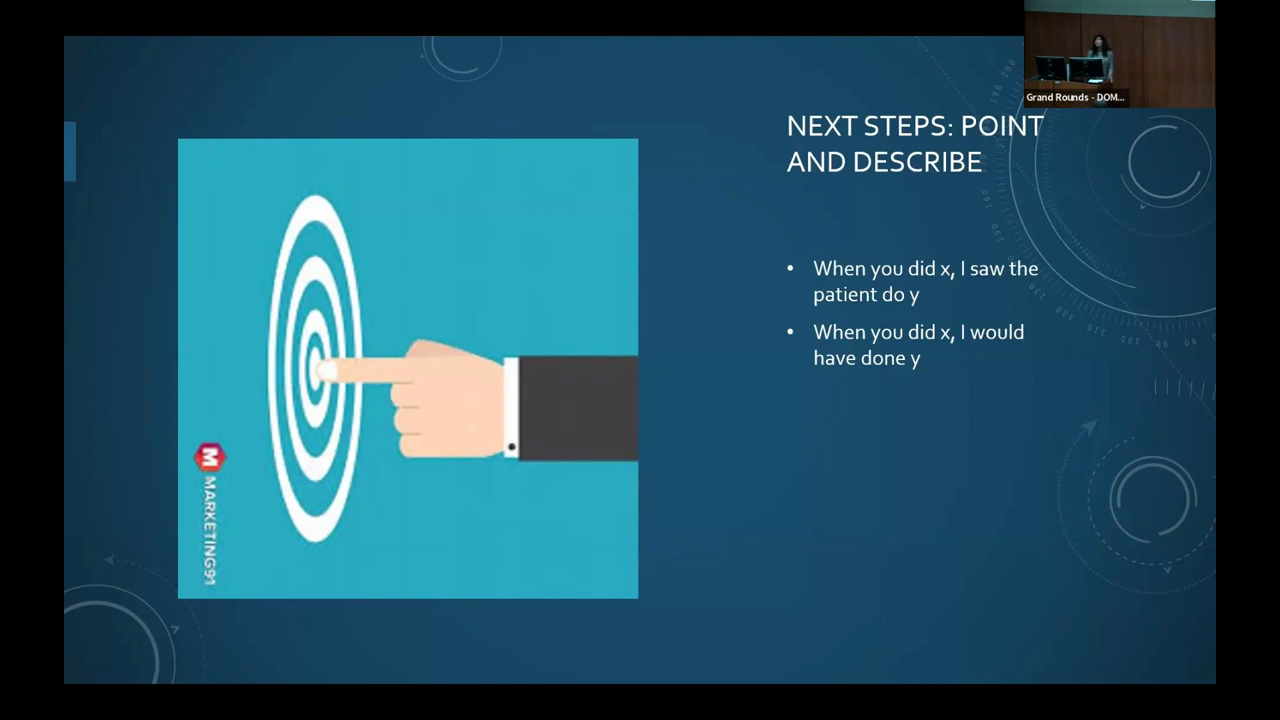 Grand Rounds - DOM...
NEXT STEPS: POINT
AND DESCRIBE
• When you did x, I saw the
patient do y
• When you did x, I would
have done y
M
MARKETING91